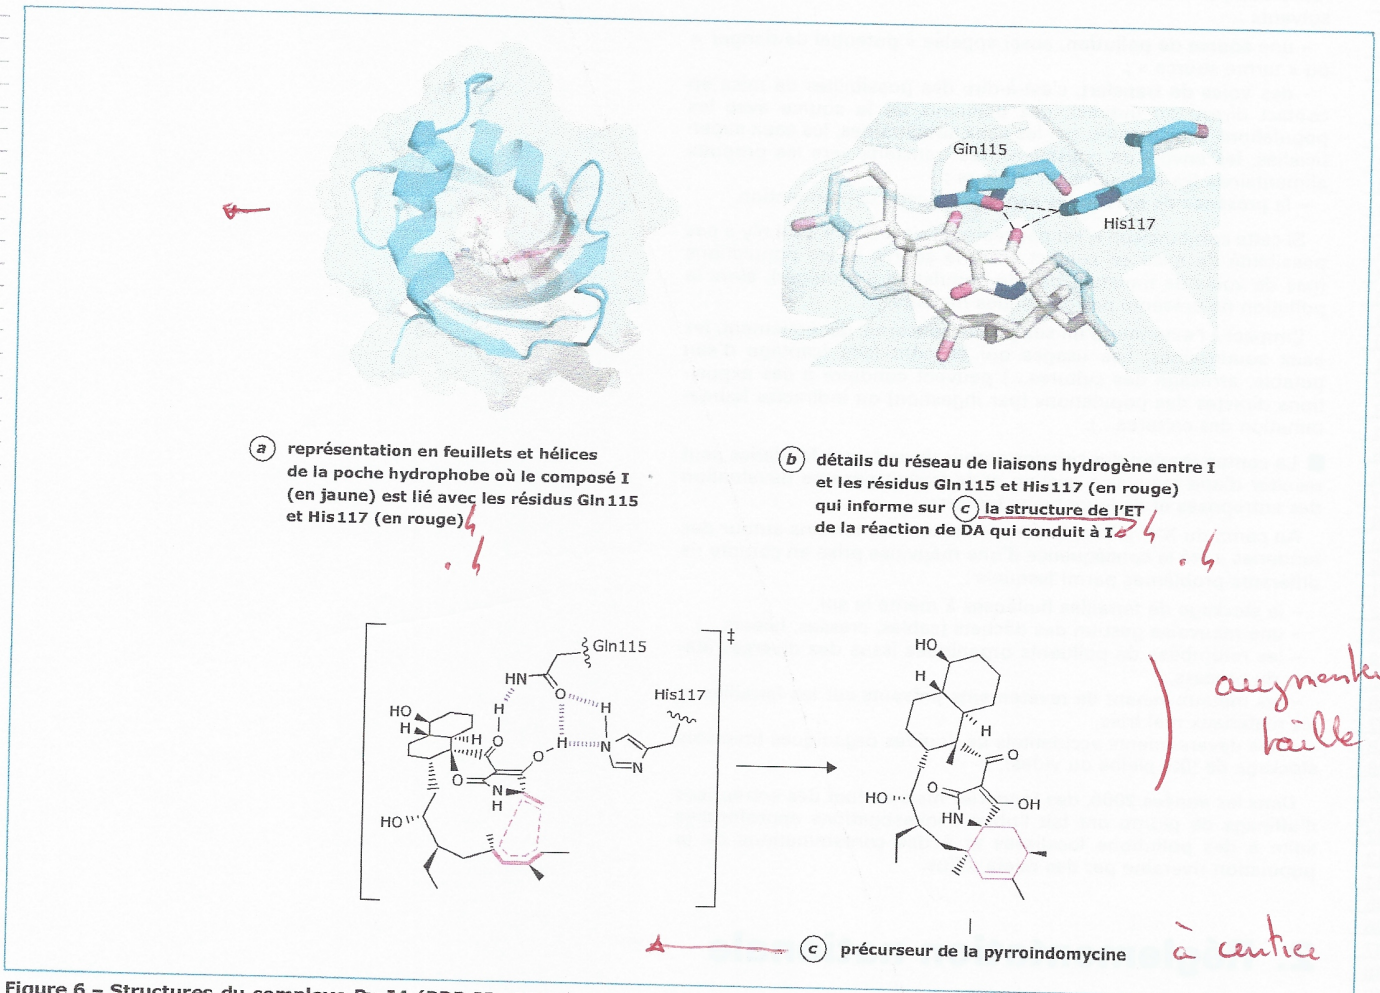 Gln115
His117
a représentation en feuillets et hélices
de la poche hydrophobe où le composé I
(en jaune) est lié avec les résidus Gln115
et His117 (en rouge)
b détails du réseau de liaisons hydrogène entre I
et les résidus Gln115 et His117 (en rouge)
qui informe sur c la structure de l'ET
de la réaction de DA qui conduit à I
‡
Gln115
HN
O
His117
H
H
HO
H
H
O
O
H
N
N
O
N
H
HO
HO
H
H
O
O
HO
OH
HN
augmenter
taille
I
c précurseur de la pyrroindomycine
à centrer
Figure 6 – Structures du complexe